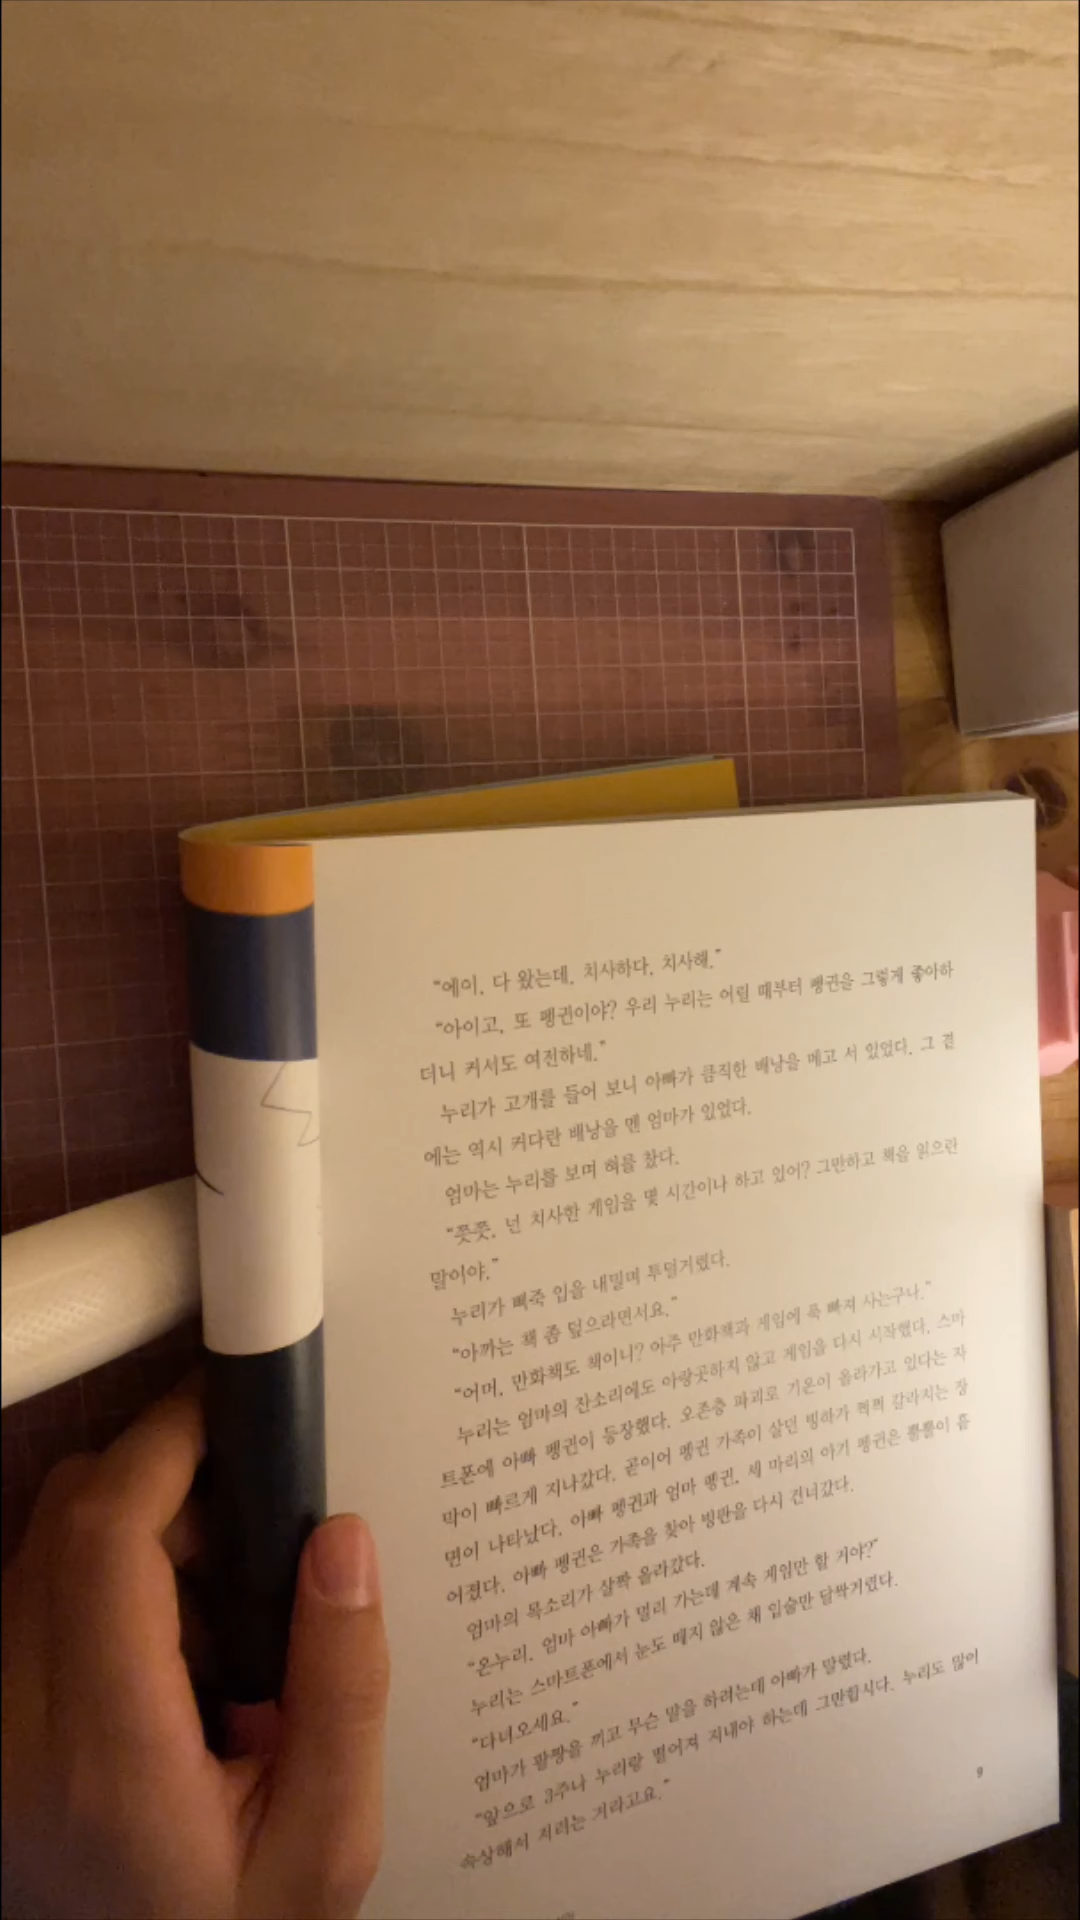 “에이, 다 왔는데, 치사하다, 치사해.”
“아이고, 또 펭귄이야? 우리 누리는 어릴 때부터 펭귄을 그렇게 좋아하
더니 커서도 여전하네.”
누리가 고개를 들어 보니 아빠가 큼직한 배낭을 메고 서 있었다. 그 곁
에는 역시 커다란 배낭을 멘 엄마가 있었다.
엄마는 누리를 보며 혀를 찼다.
“쯧쯧, 넌 치사한 게임을 몇 시간이나 하고 있어? 그만하고 책을 읽으란
말이야.”
누리가 삐죽 입을 내밀며 투덜거렸다.
“아까는 책 좀 덮으라면서요.”
“어머, 만화책도 책이니? 아주 만화책과 게임에 푹 빠져 사는구나.”
누리는 엄마의 잔소리에도 아랑곳하지 않고 게임을 다시 시작했다. 스마
트폰에 아빠 펭귄이 등장했다. 오존층 파괴로 기온이 올라가고 있다는 자
막이 빠르게 지나갔다. 곧이어 펭귄 가족이 살던 빙하가 쩍쩍 갈라지는 장
면이 나타났다. 아빠 펭귄과 엄마 펭귄, 세 마리의 아기 펭귄은 뿔뿔이 흩
어졌다. 아빠 펭귄은 가족을 찾아 빙판을 다시 건너갔다.
엄마의 목소리가 살짝 올라갔다.
“온누리, 엄마 아빠가 멀리 가는데 계속 게임만 할 거야?”
누리는 스마트폰에서 눈도 떼지 않은 채 입술만 달싹거렸다.
“다녀오세요.”
엄마가 팔짱을 끼고 무슨 말을 하려는데 아빠가 말렸다.
“앞으로 3주나 누리랑 떨어져 지내야 하는데 그만합시다. 누리도 많이
속상해서 저러는 거라고요.”
9